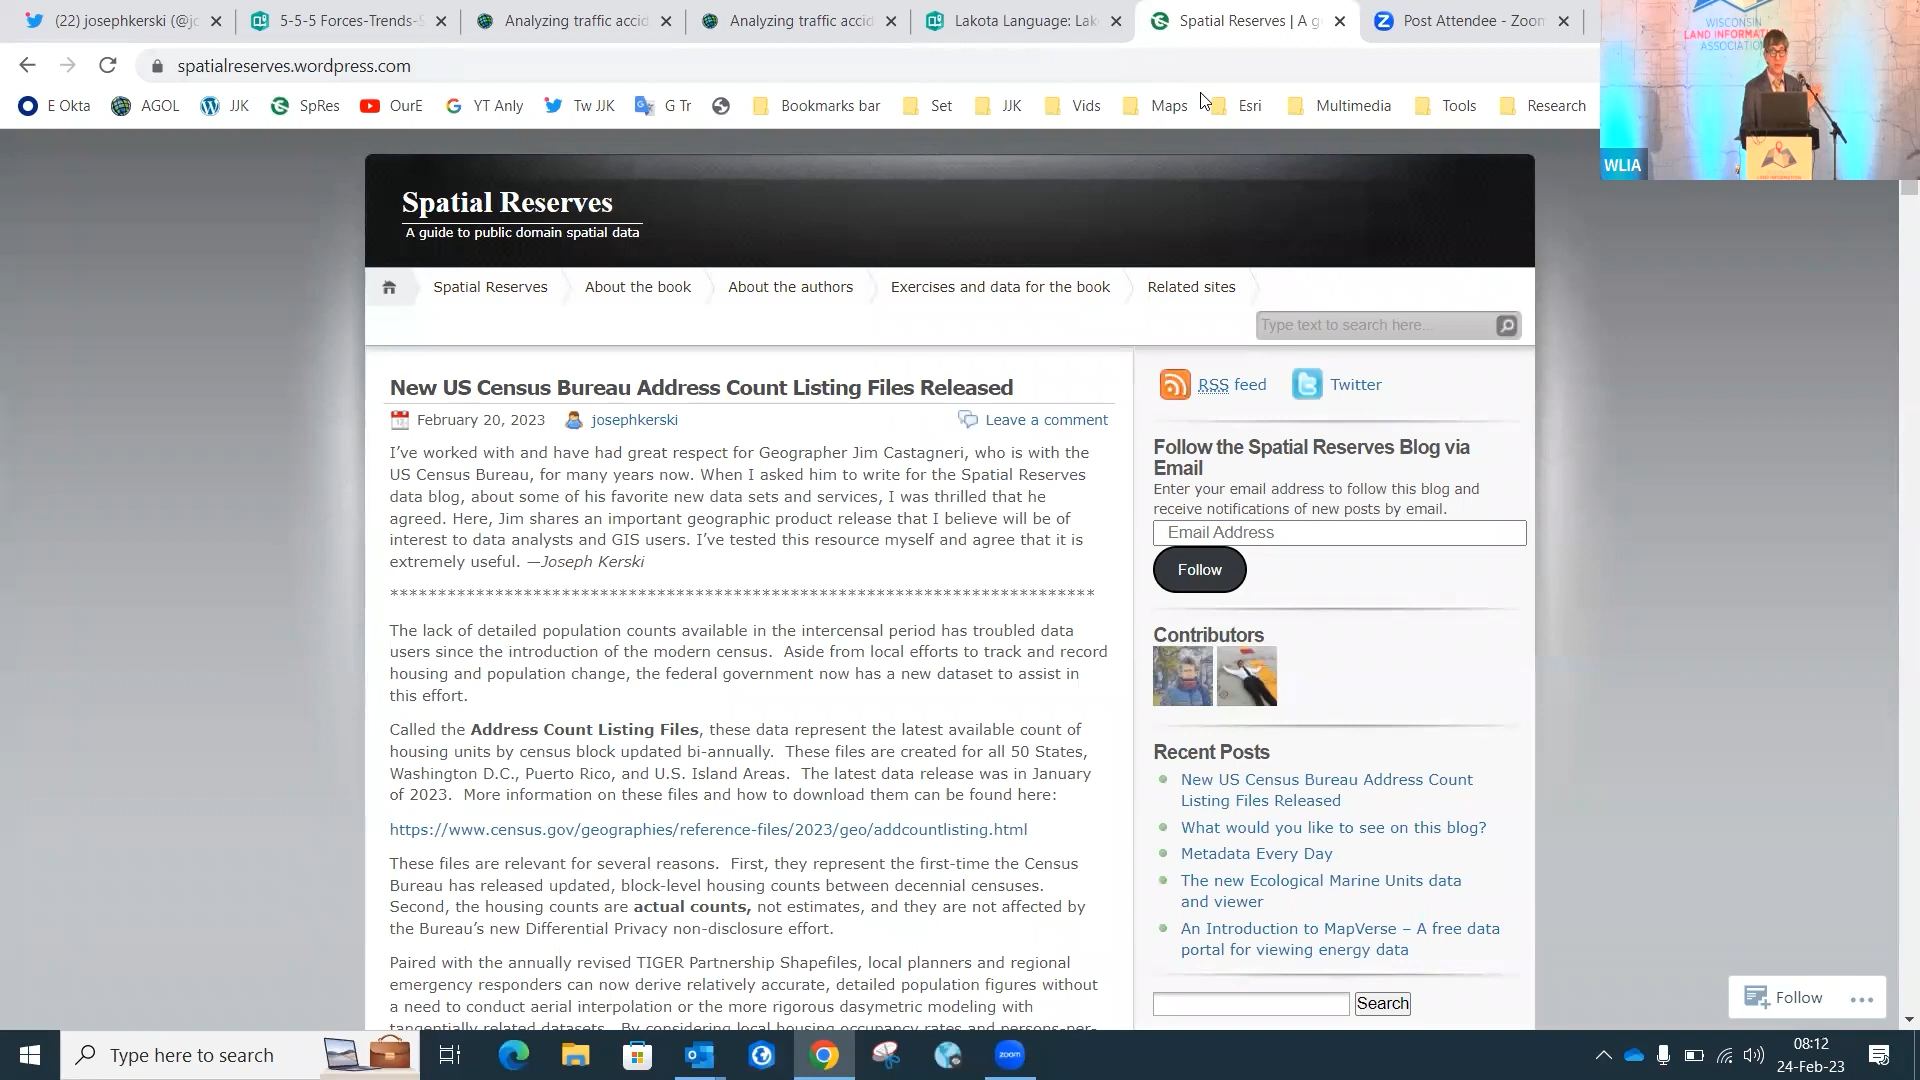 (22) josephkerski (@jo
5-5-5 Forces-Trends-S
Analyzing traffic accid
Analyzing traffic accid
Lakota Language: Lak
Spatial Reserves | A g
Post Attendee - Zoom
spatialreserves.wordpress.com
E Okta AGOL JJK SpRes OurE YT Anly Tw JJK G Tr Bookmarks bar Set JJK Vids Maps Esri Multimedia Tools Research
WISCONSIN
LAND INFORMATI
ASSOCIATION
WLIA
Spatial Reserves
A guide to public domain spatial data
Spatial Reserves About the book About the authors Exercises and data for the book Related sites
Type text to search here...
New US Census Bureau Address Count Listing Files Released
February 20, 2023 josephkerski Leave a comment
I've worked with and have had great respect for Geographer Jim Castagneri, who is with the
US Census Bureau, for many years now. When I asked him to write for the Spatial Reserves
data blog, about some of his favorite new data sets and services, I was thrilled that he
agreed. Here, Jim shares an important geographic product release that I believe will be of
interest to data analysts and GIS users. I've tested this resource myself and agree that it is
extremely useful. —Joseph Kerski
**************************************************************************
The lack of detailed population counts available in the intercensal period has troubled data
users since the introduction of the modern census. Aside from local efforts to track and record
housing and population change, the federal government now has a new dataset to assist in
this effort.
Called the Address Count Listing Files, these data represent the latest available count of
housing units by census block updated bi-annually. These files are created for all 50 States,
Washington D.C., Puerto Rico, and U.S. Island Areas. The latest data release was in January
of 2023. More information on these files and how to download them can be found here:
https://www.census.gov/geographies/reference-files/2023/geo/addcountlisting.html
These files are relevant for several reasons. First, they represent the first-time the Census
Bureau has released updated, block-level housing counts between decennial censuses.
Second, the housing counts are actual counts, not estimates, and they are not affected by
the Bureau's new Differential Privacy non-disclosure effort.
Paired with the annually revised TIGER Partnership Shapefiles, local planners and regional
emergency responders can now derive relatively accurate, detailed population figures without
a need to conduct aerial interpolation or the more rigorous dasymetric modeling with
tangentially related datasets. By considering local housing occupancy rates and persons-per-
RSS feed Twitter
Follow the Spatial Reserves Blog via
Email
Enter your email address to follow this blog and
receive notifications of new posts by email.
Email Address
Follow
Contributors
Recent Posts
New US Census Bureau Address Count
Listing Files Released
What would you like to see on this blog?
Metadata Every Day
The new Ecological Marine Units data
and viewer
An Introduction to MapVerse – A free data
portal for viewing energy data
Search
Follow
Type here to search
zoom
08:12
24-Feb-23